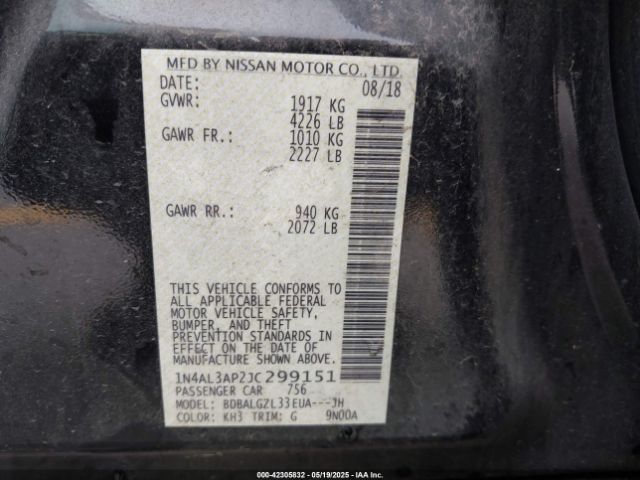 MFD BY NISSAN MOTOR CO., LTD.
DATE: 08/18
GVWR: 1917 KG
4226 LB
GAWR FR.: 1010 KG
2227 LB
GAWR RR.: 940 KG
2072 LB
THIS VEHICLE CONFORMS TO
ALL APPLICABLE FEDERAL
MOTOR VEHICLE SAFETY,
BUMPER, AND THEFT
PREVENTION STANDARDS IN
EFFECT ON THE DATE OF
MANUFACTURE SHOWN ABOVE.
1N4AL3AP2JC299151
PASSENGER CAR 756
MODEL: BDBALGZL33EUA---JH
COLOR: KH3 TRIM: G 9N00A
000-42305832 - 05/19/2025 - IAA Inc.